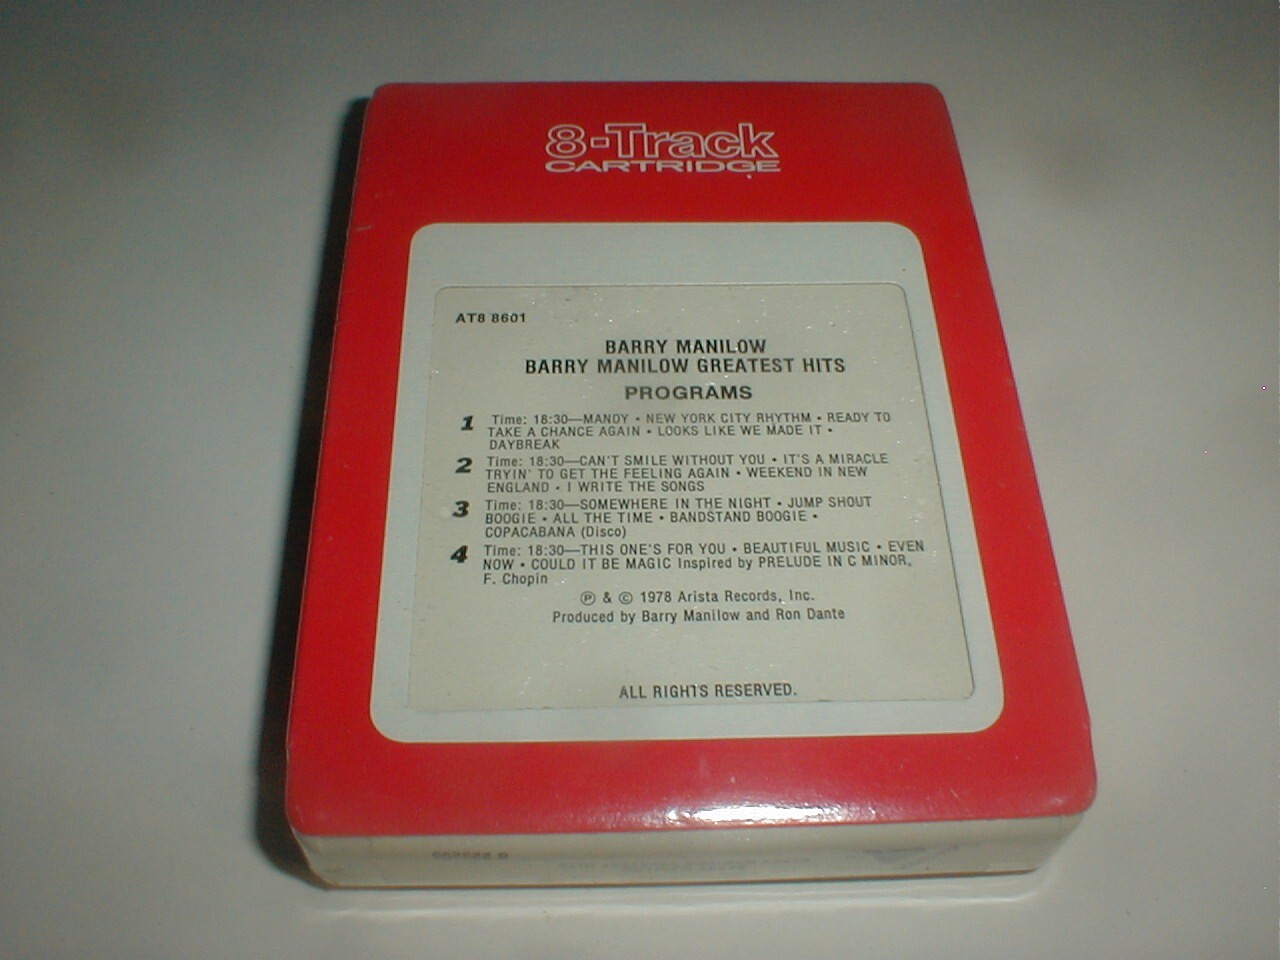 8-Track
CARTRIDGE
AT8 8601
BARRY MANILOW
BARRY MANILOW GREATEST HITS
PROGRAMS
1 Time: 18:30—MANDY • NEW YORK CITY RHYTHM • READY TO
TAKE A CHANCE AGAIN • LOOKS LIKE WE MADE IT •
DAYBREAK
2 Time: 18:30—CAN'T SMILE WITHOUT YOU • IT'S A MIRACLE
TRYIN' TO GET THE FEELING AGAIN • WEEKEND IN NEW
ENGLAND • I WRITE THE SONGS
3 Time: 18:30—SOMEWHERE IN THE NIGHT • JUMP SHOUT
BOOGIE • ALL THE TIME • BANDSTAND BOOGIE •
COPACABANA (Disco)
4 Time: 18:30—THIS ONE'S FOR YOU • BEAUTIFUL MUSIC • EVEN
NOW • COULD IT BE MAGIC Inspired by PRELUDE IN C MINOR,
F. Chopin
Ⓟ & © 1978 Arista Records, Inc.
Produced by Barry Manilow and Ron Dante
ALL RIGHTS RESERVED.